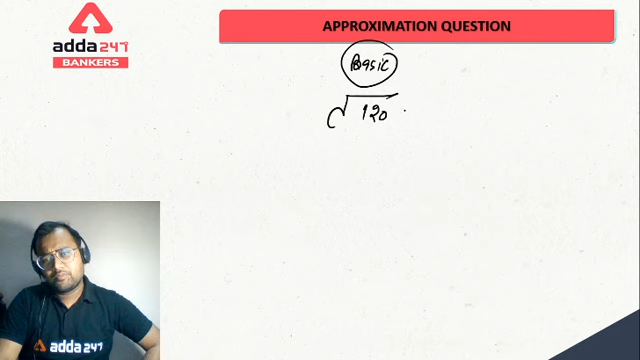 adda247
BANKERS
APPROXIMATION QUESTION
Basic
√120
adda247